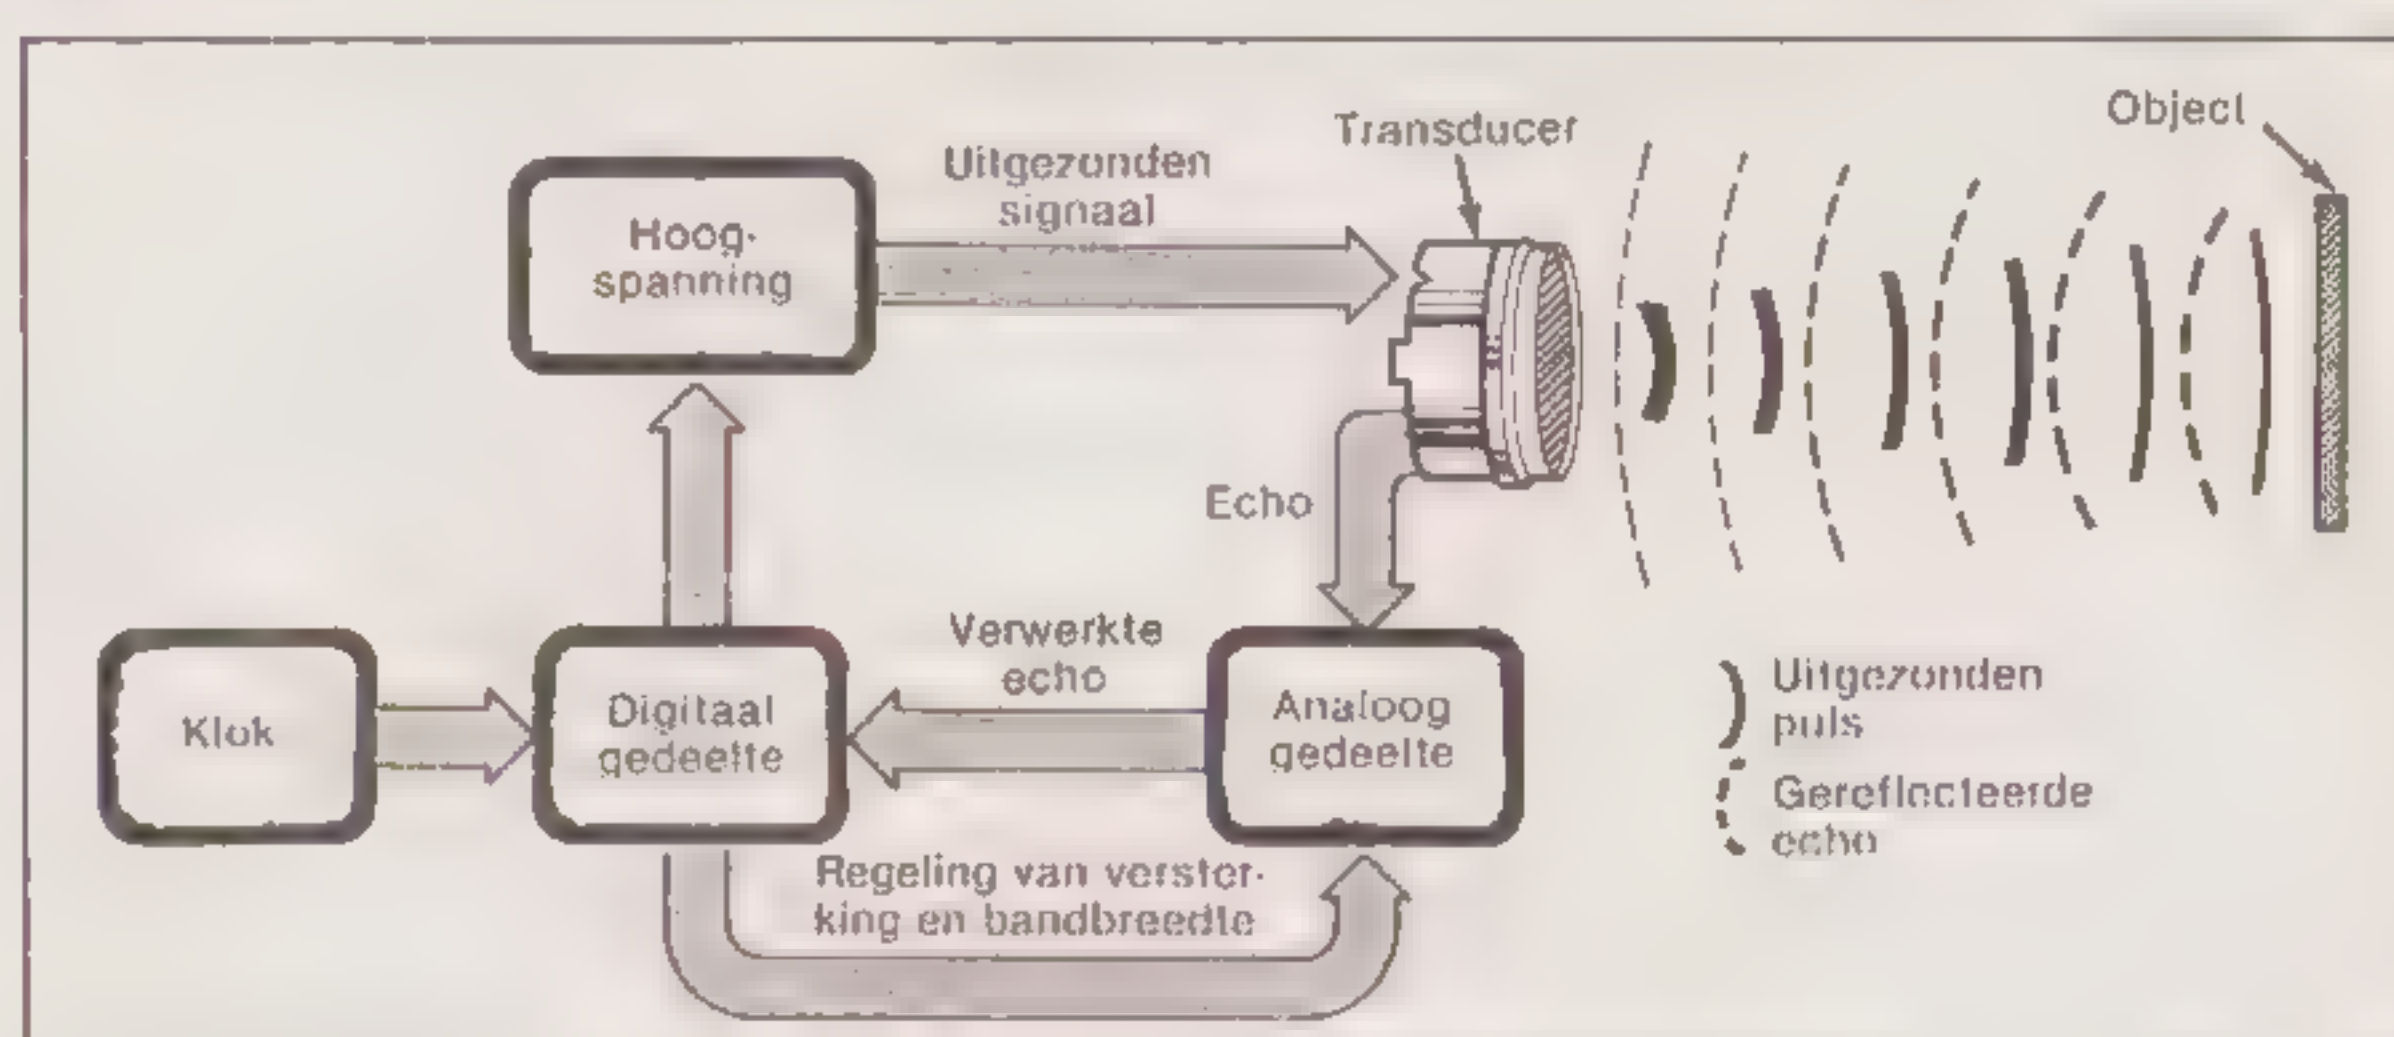 Object
Transducer
Uitgezonden
signaal
Hoog-
spanning
Echo
Verwerkte
echo
Klok
Digitaal
gedeelte
Analoog
gedeelte
Uitgezonden
puls
Gereflecteerde
echo
Regeling van verster-
king en bandbreedte